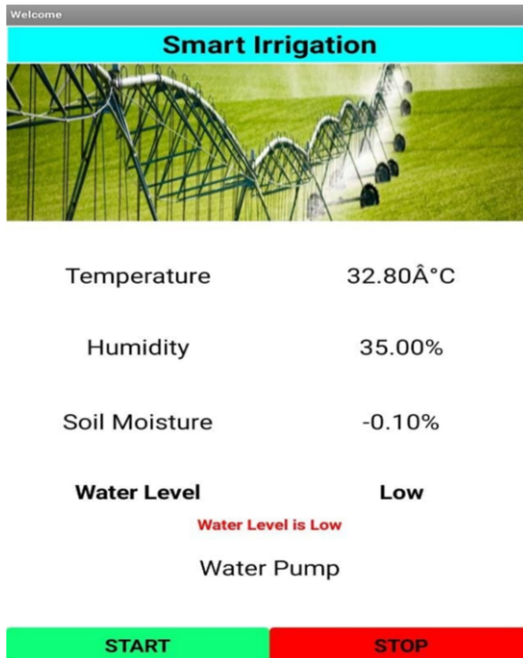 Welcome
Smart Irrigation
Temperature 32.80Â°C
Humidity 35.00%
Soil Moisture -0.10%
Water Level Low
Water Level is Low
Water Pump
START STOP